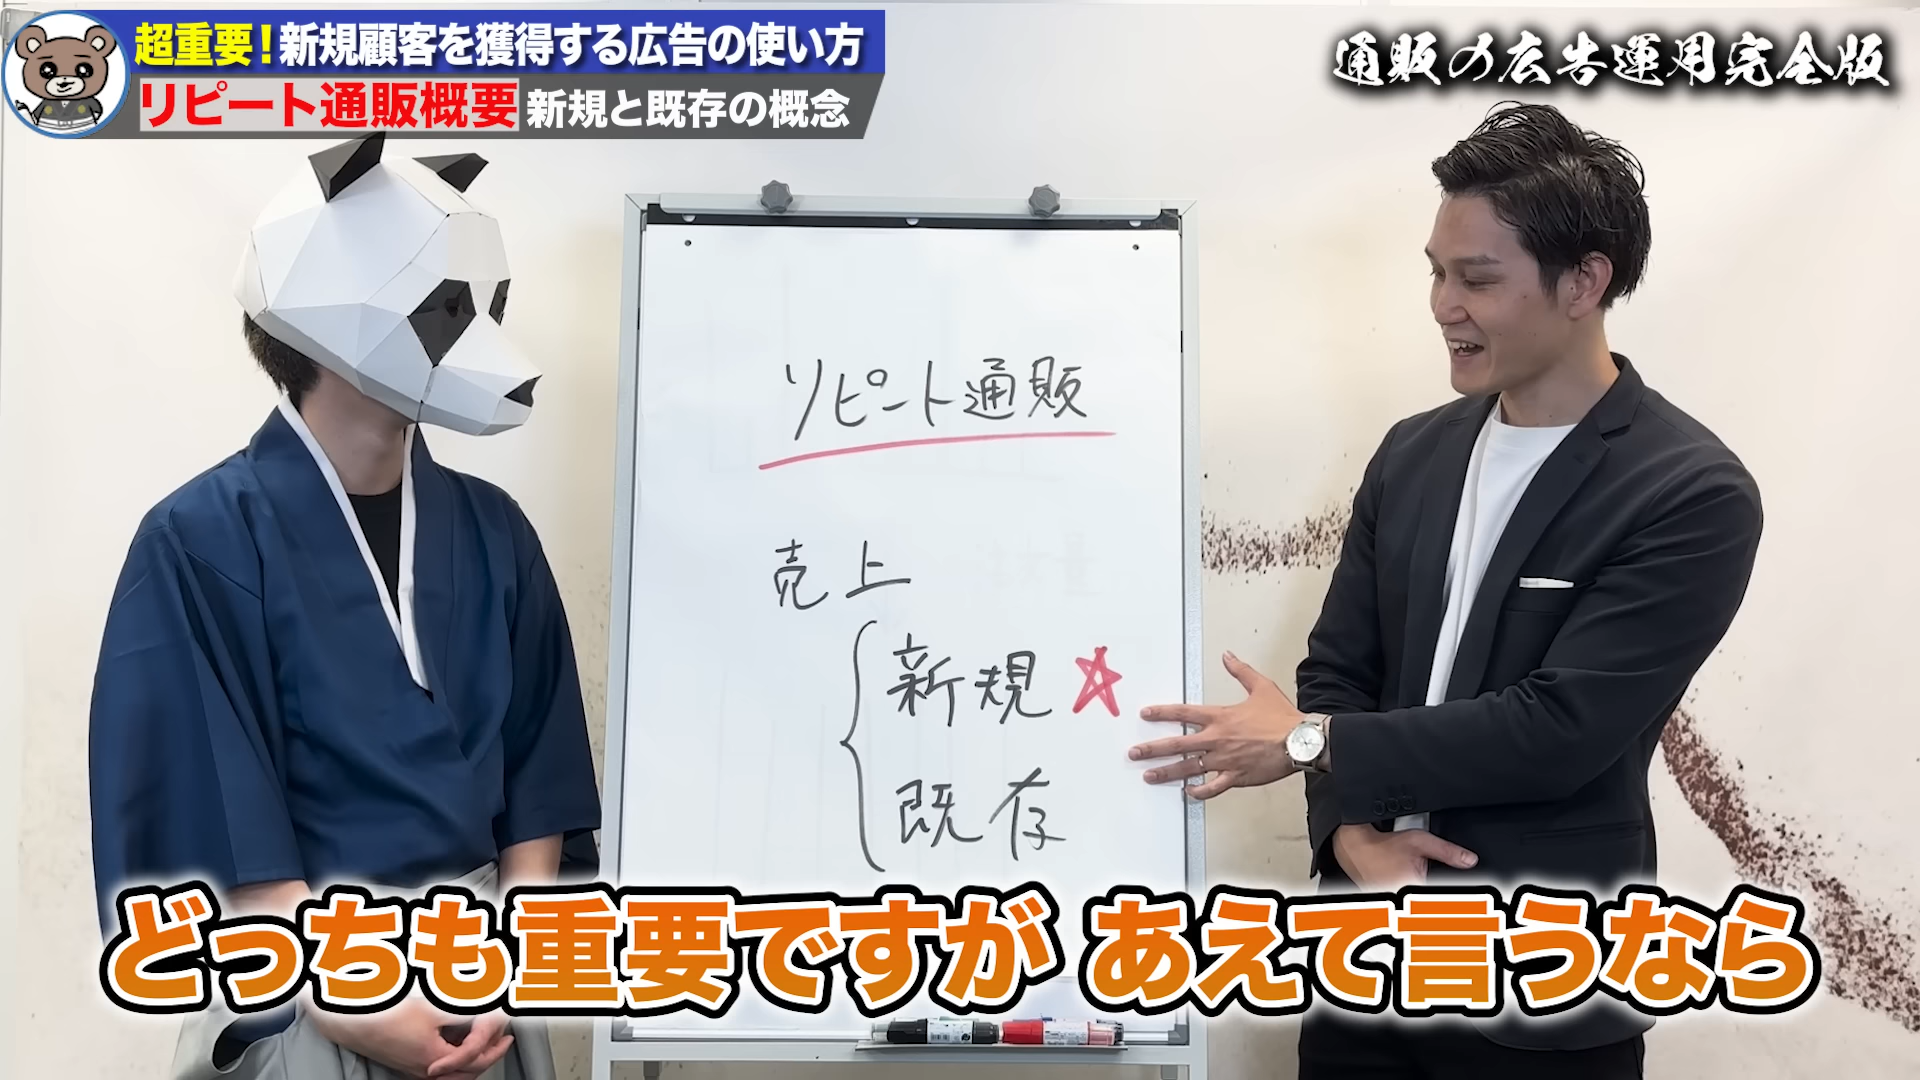 超重要！新規顧客を獲得する広告の使い方
リピート通販概要 新規と既存の概念
通販の広告運用完全版
リピート通販
売上
新規
既存
どっちも重要ですが あえて言うなら